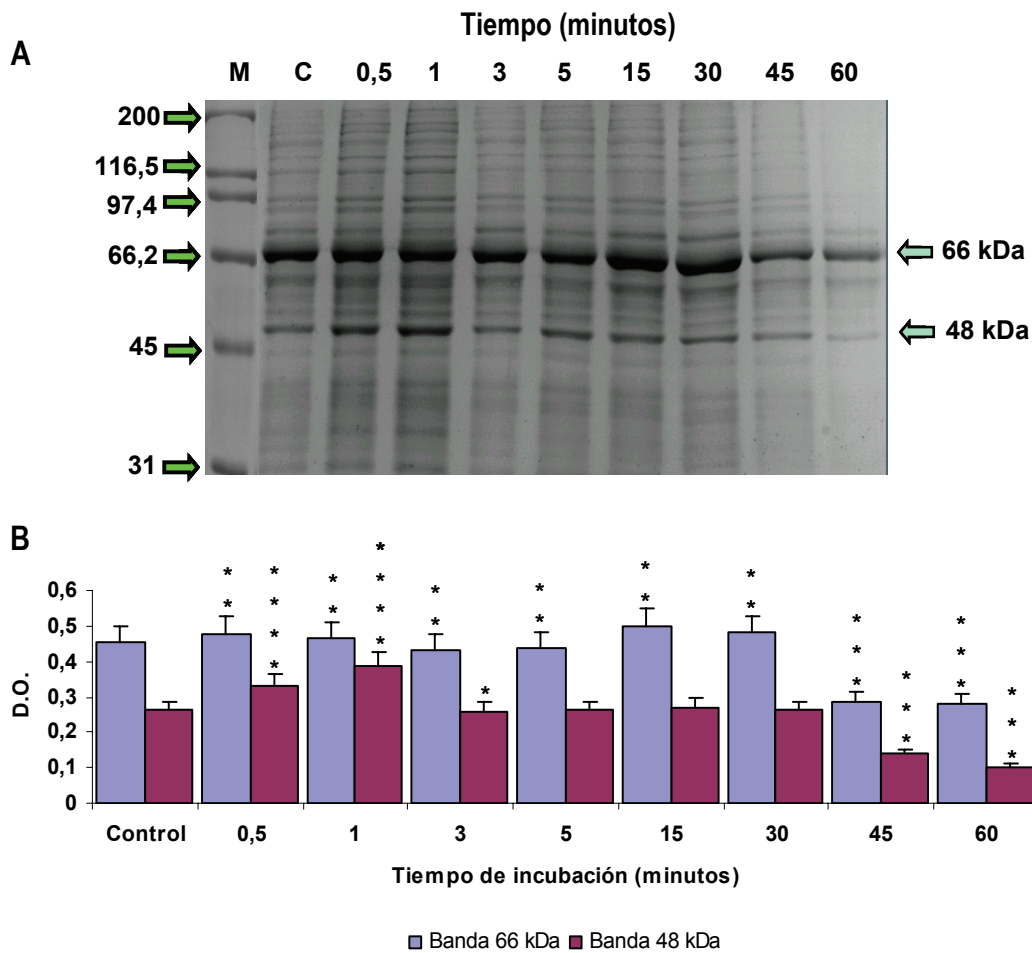 Tiempo (minutos)
A
M C 0,5 1 3 5 15 30 45 60
200
116,5
97,4
66,2
45
31
66 kDa
48 kDa
B
D.O.
0,6
0,5
0,4
0,3
0,2
0,1
0
* * * * * * * * * * * * * * * * * * * * * * * * * * * * * * * * *
Control 0,5 1 3 5 15 30 45 60
Tiempo de incubación (minutos)
Banda 66 kDa Banda 48 kDa